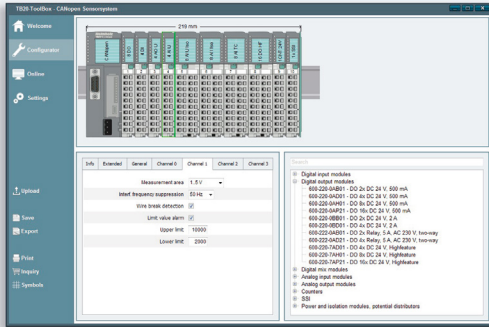 TB20 ToolBox - CANopen Sensorsystem
Welcome
Configurator
Online
Settings
Upload
Save
Export
Print
Inquiry
Symbols
219 mm
Info
Extended
General
Channel 0
Channel 1
Channel 2
Channel 3
Measurement area
1..5 V
Interf. frequency suppression
50 Hz
Wire break detection
Limit value alarm
Upper limit
10000
Lower limit
2000
Search
Digital input modules
Digital output modules
600-220-0AB01 - DO 2x DC 24 V, 500 mA
600-220-0AD01 - DO 4x DC 24 V, 500 mA
600-220-0AH01 - DO 8x DC 24 V, 500 mA
600-220-0AP21 - DO 16x DC 24 V, 500 mA
600-220-0BB01 - DO 2x DC 24 V, 2 A
600-220-0BD01 - DO 4x DC 24 V, 2 A
600-222-0AB01 - DO 2x Relay, 5 A, AC 230 V, two-way
600-222-0AD21 - DO 4x Relay, 5 A, AC 230 V, two-way
600-220-7AD01 - DO 4x DC 24 V, Highfeature
600-220-7AH01 - DO 8x DC 24 V, Highfeature
600-220-7AP21 - DO 16x DC 24 V, Highfeature
Digital mix modules
Analog input modules
Analog output modules
Counters
SSI
Power and isolation modules, potential distributors